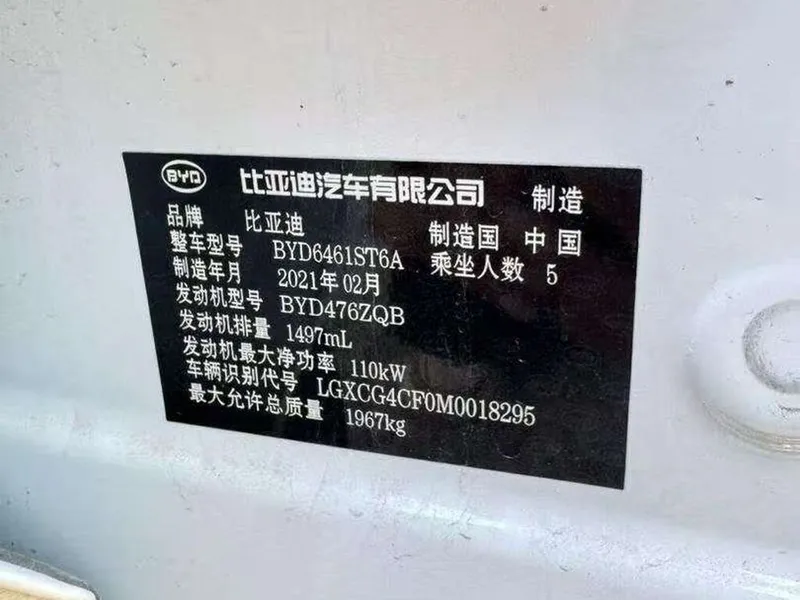 BYD 比亚迪汽车有限公司 制造
品牌 比亚迪 制造国 中国
整车型号 BYD6461ST6A 乘坐人数 5
制造年月 2021年02月
发动机型号 BYD476ZQB
发动机排量 1497mL
发动机最大净功率 110kW
车辆识别代号 LGXCG4CF0M0018295
最大允许总质量 1967kg